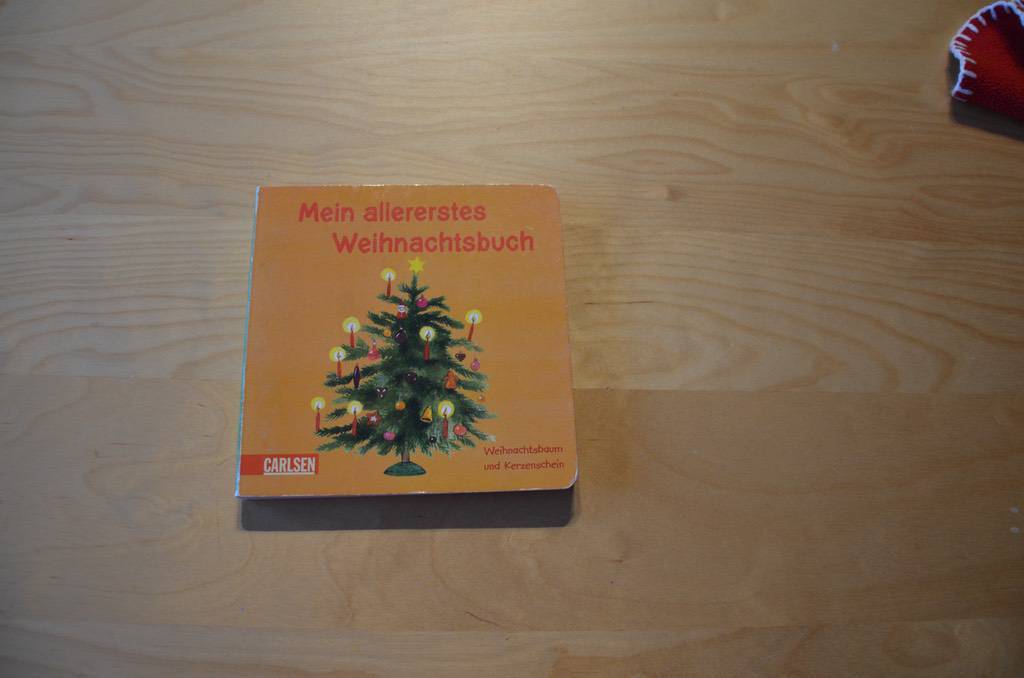 Mein allererstes
Weihnachtsbuch
CARLSEN
Weihnachtsbaum
und Kerzenschein